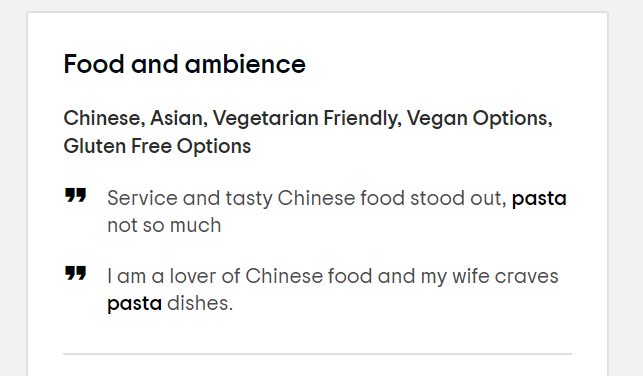 Food and ambience
Chinese, Asian, Vegetarian Friendly, Vegan Options,
Gluten Free Options
❞ Service and tasty Chinese food stood out, pasta
not so much
❞ I am a lover of Chinese food and my wife craves
pasta dishes.